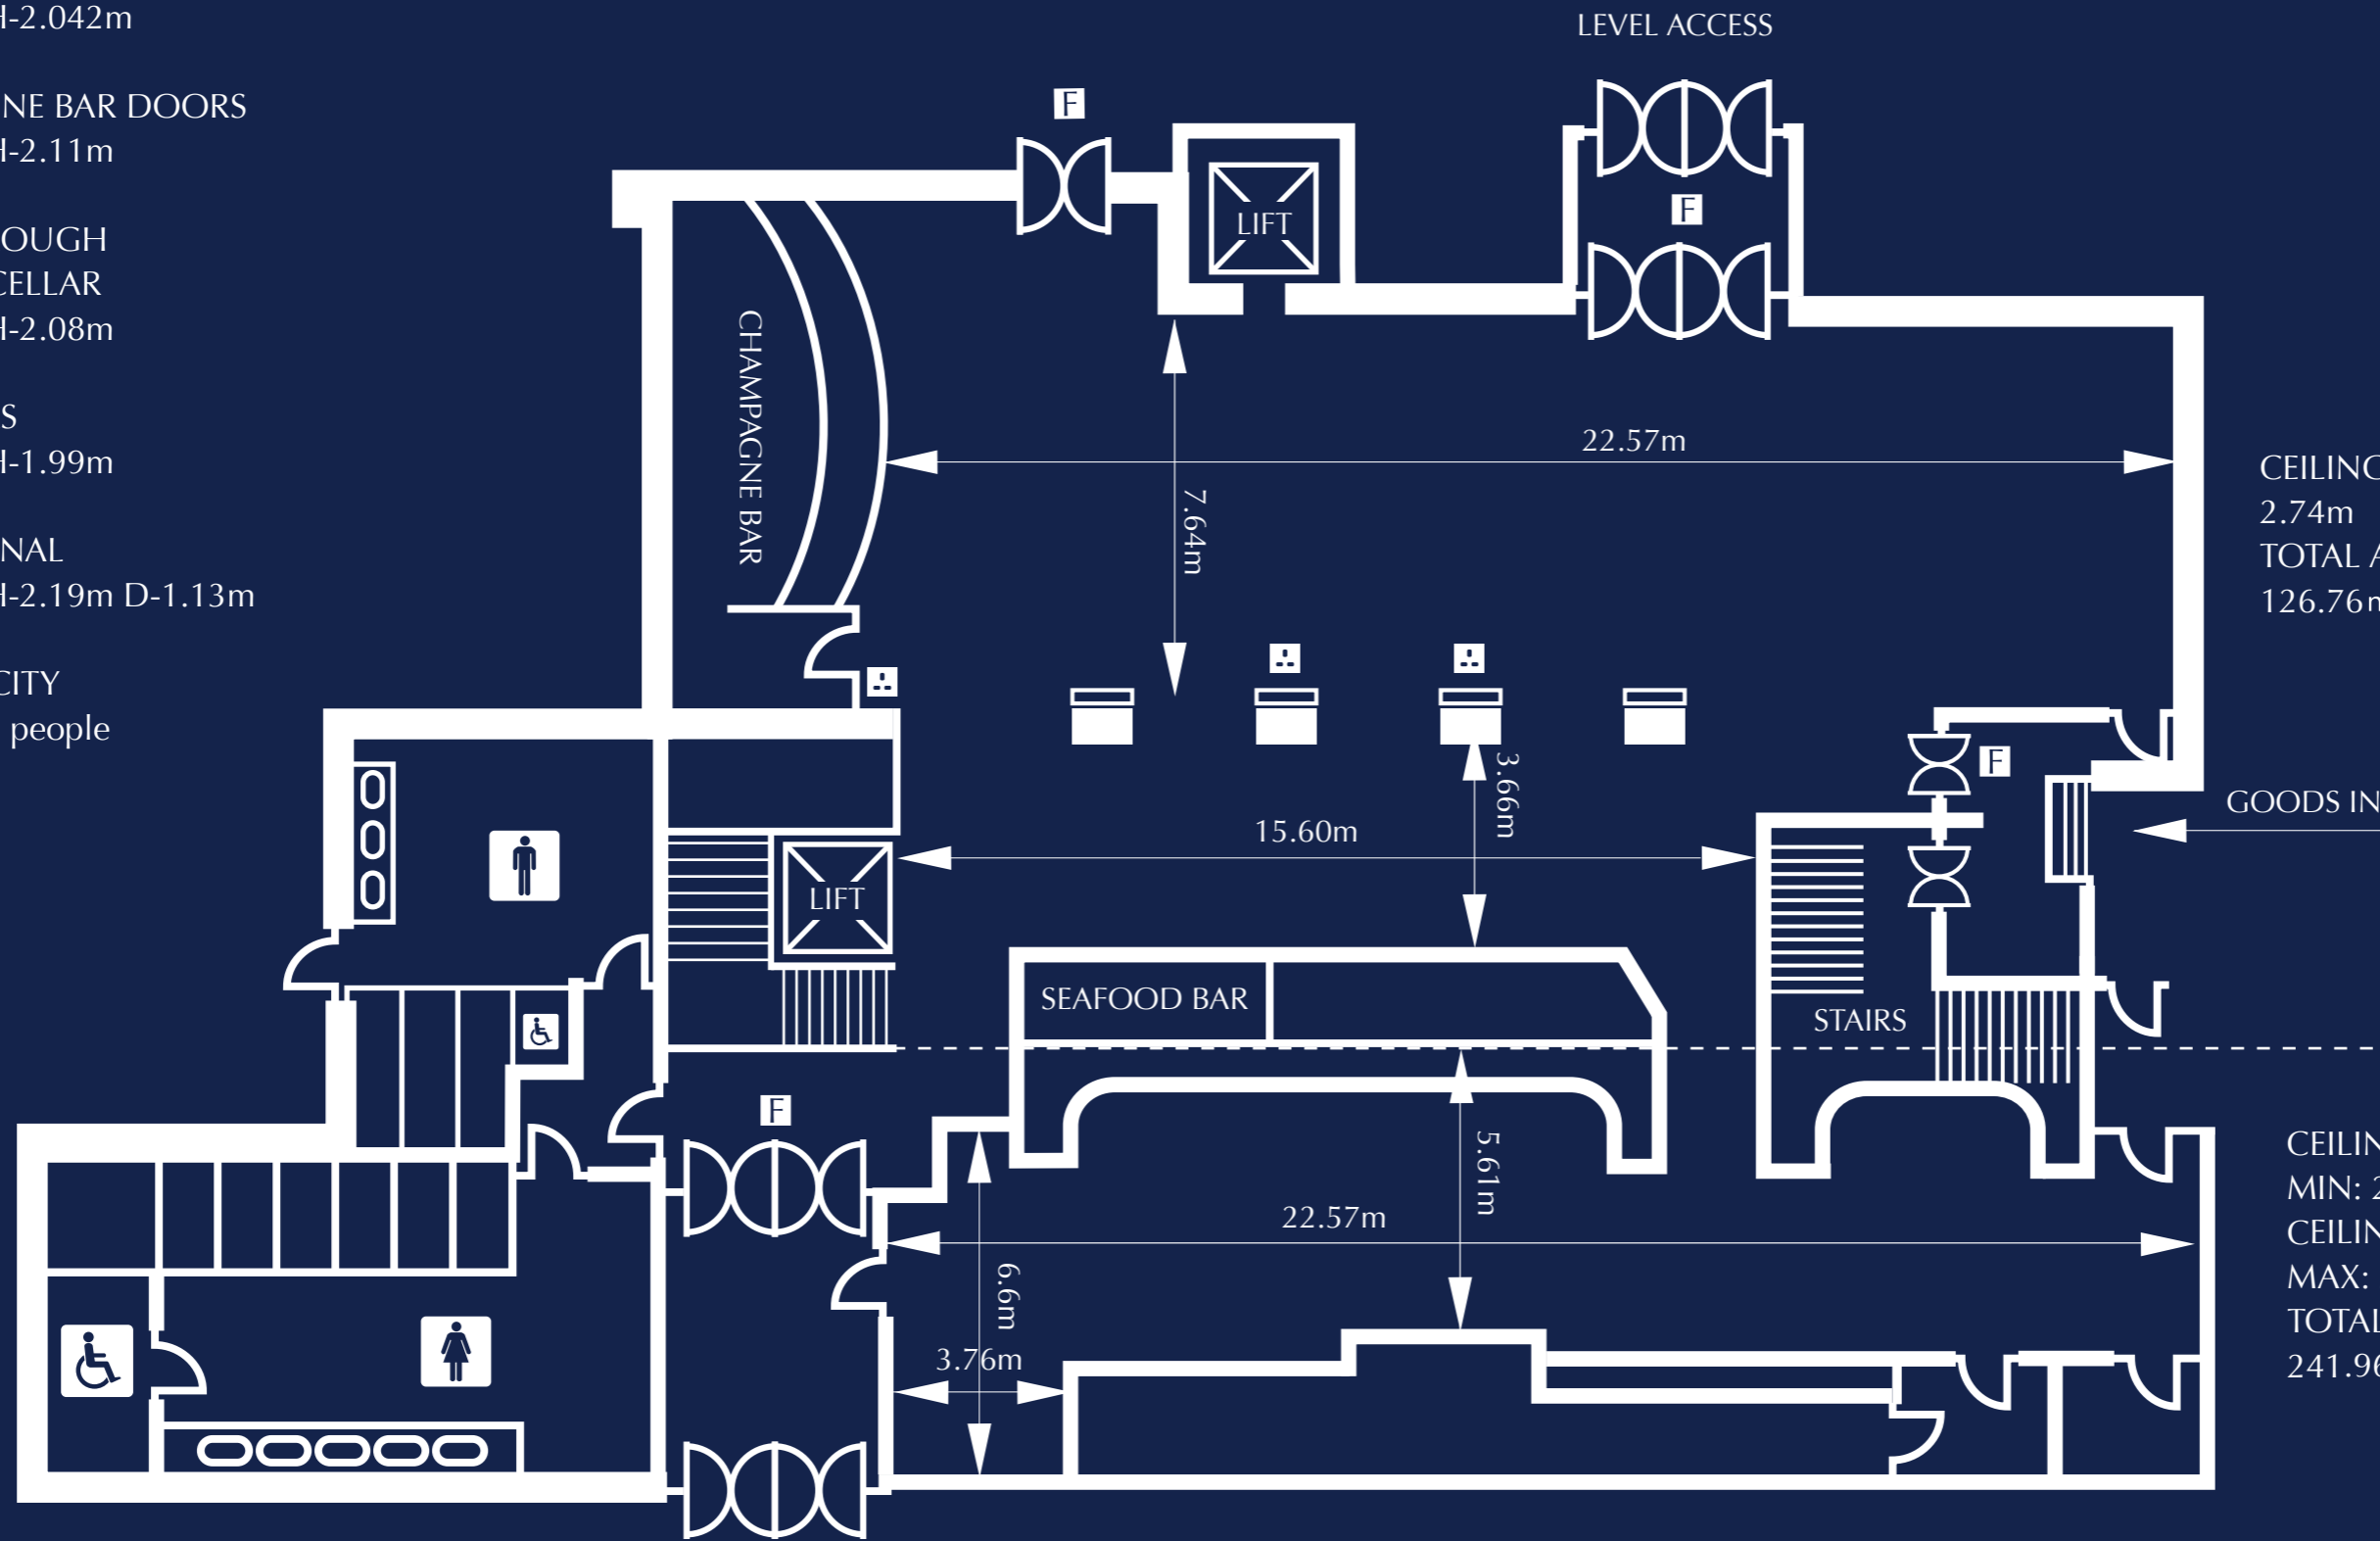 H-2.042m
NE BAR DOORS
H-2.11m
OUGH
CELLAR
H-2.08m
S
H-1.99m
NAL
H-2.19m D-1.13m
CITY
people
LEVEL ACCESS
F
LIFT
F
CHAMPAGNE BAR
22.57m
7.64m
CEILING
2.74m
TOTAL A
126.76m
3.66m
F
GOODS IN
15.60m
LIFT
SEAFOOD BAR
STAIRS
F
5.61m
22.57m
6.6m
3.76m
CEILIN
MIN: 2
CEILIN
MAX:
TOTAL
241.96